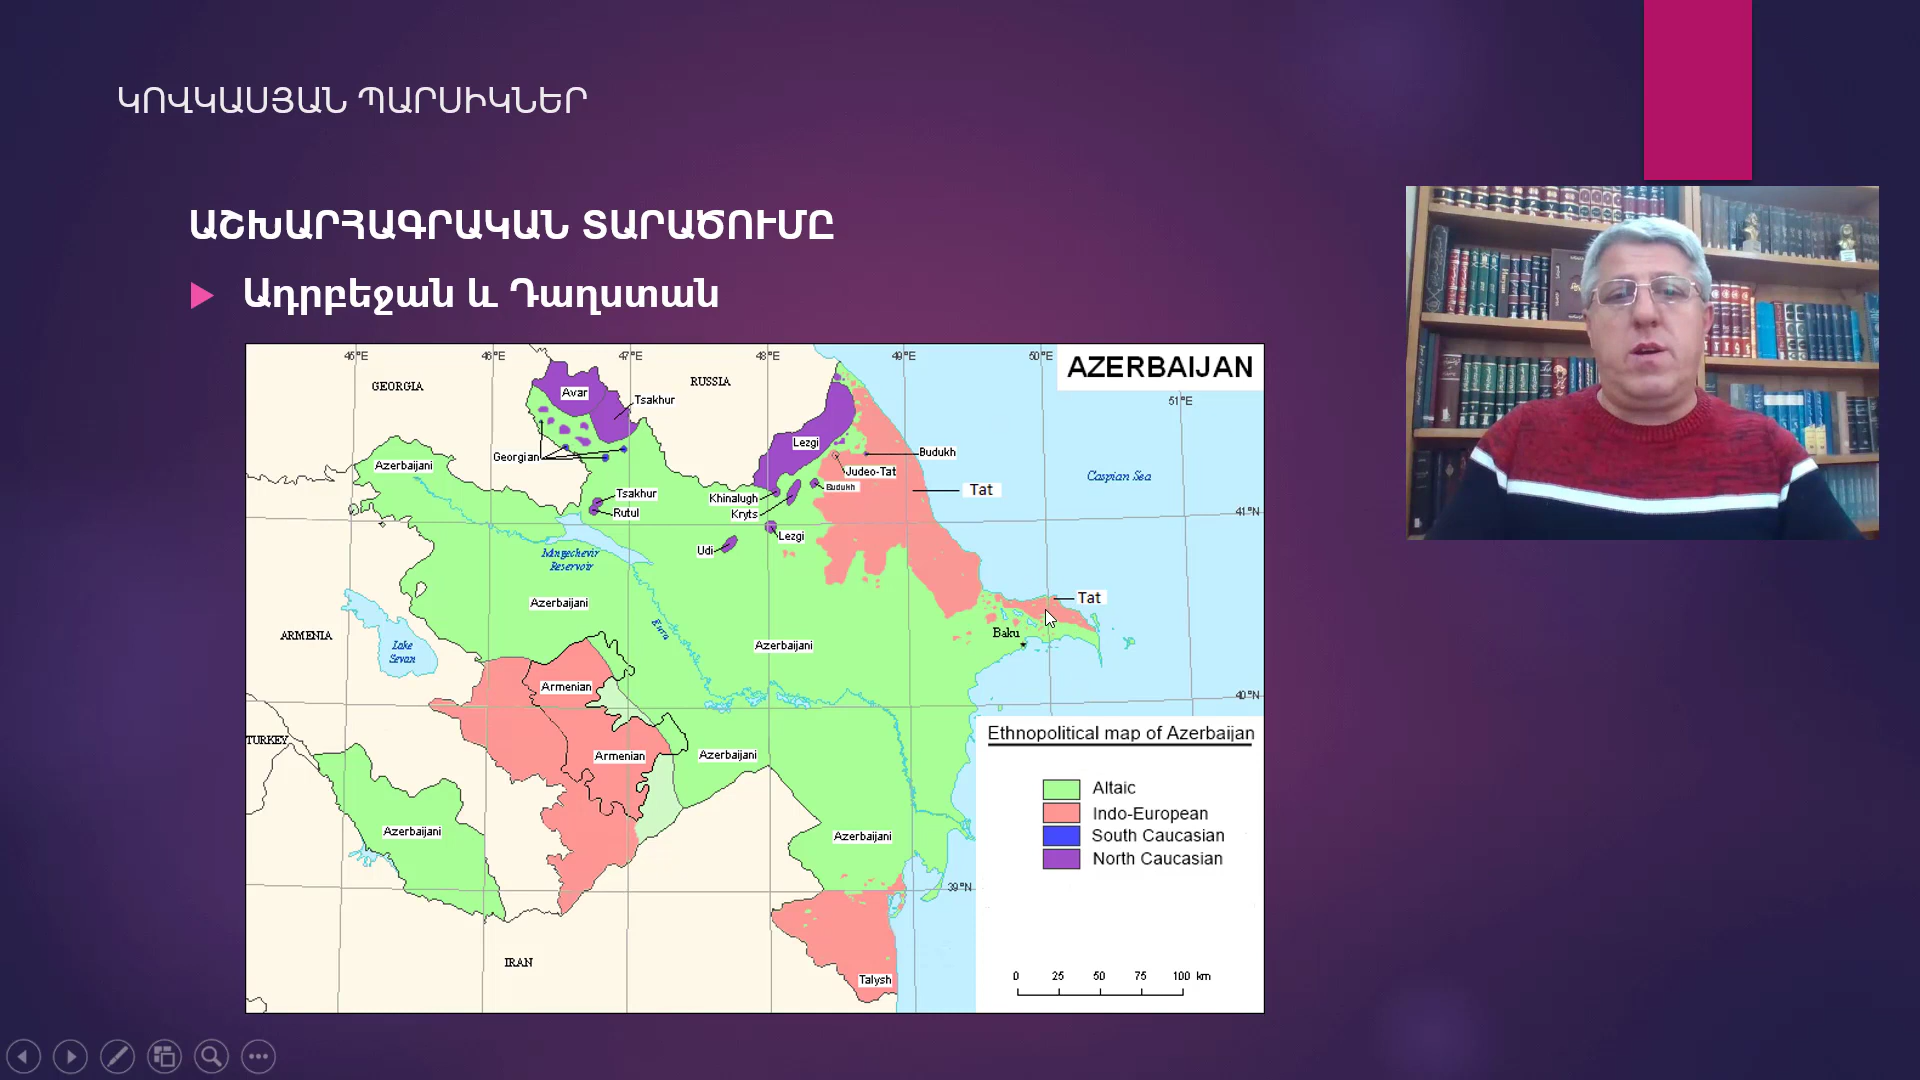 ԿՈՎԿԱՍՅԱՆ ՊԱՐՍԻԿՆԵՐ
ԱՇԽԱՐՀԱԳՐԱԿԱՆ ՏԱՐԱԾՈՒՄԸ
Ադրբեջան և Դաղստան
45°E 46°E 47°E 48°E 49°E 50°E
AZERBAIJAN
GEORGIA
RUSSIA
51°E
Avar
Tsakhur
Lezgi
Budukh
Georgian
Azerbaijani
Judeo-Tat
Caspian Sea
Budukh
Tat
Tsakhur
Khinalugh
Rutul
Kryts
41°N
Lezgi
Udi
Mingechevir
Reservoir
Azerbaijani
Tat
Kura
Baku
ARMENIA
Lake
Sevan
Azerbaijani
Armenian
40°N
TURKEY
Armenian
Azerbaijani
Ethnopolitical map of Azerbaijan
Altaic
Indo-European
South Caucasian
North Caucasian
Azerbaijani
Azerbaijani
39°N
IRAN
Talysh
0 25 50 75 100 km